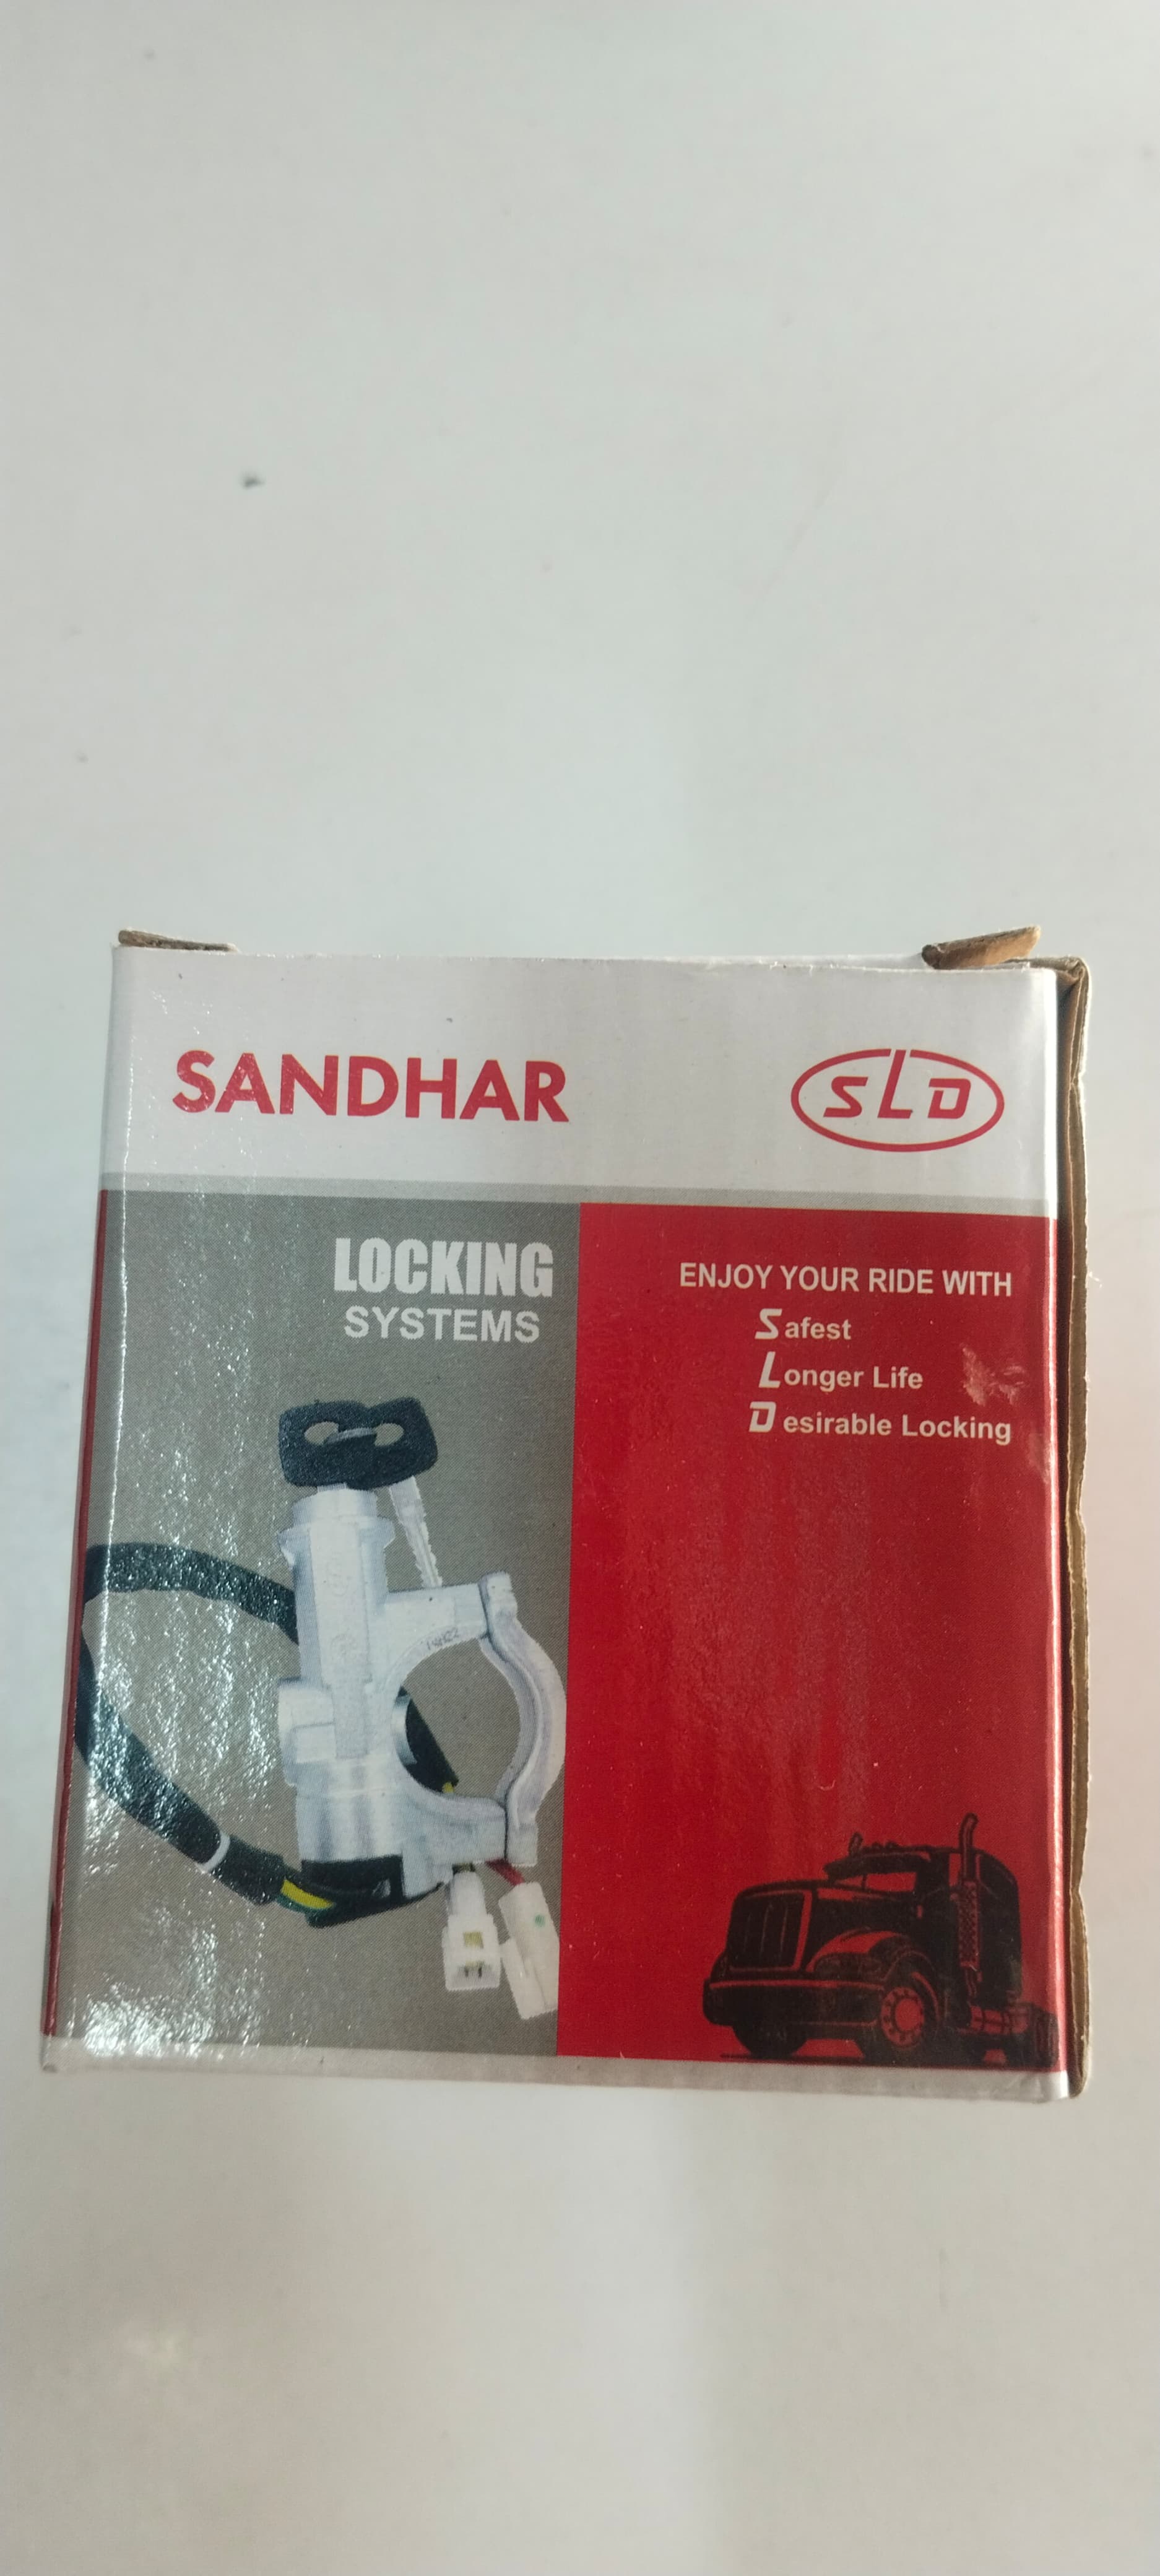 SANDHAR
SLD
LOCKING
SYSTEMS
ENJOY YOUR RIDE WITH
Safest
Longer Life
Desirable Locking